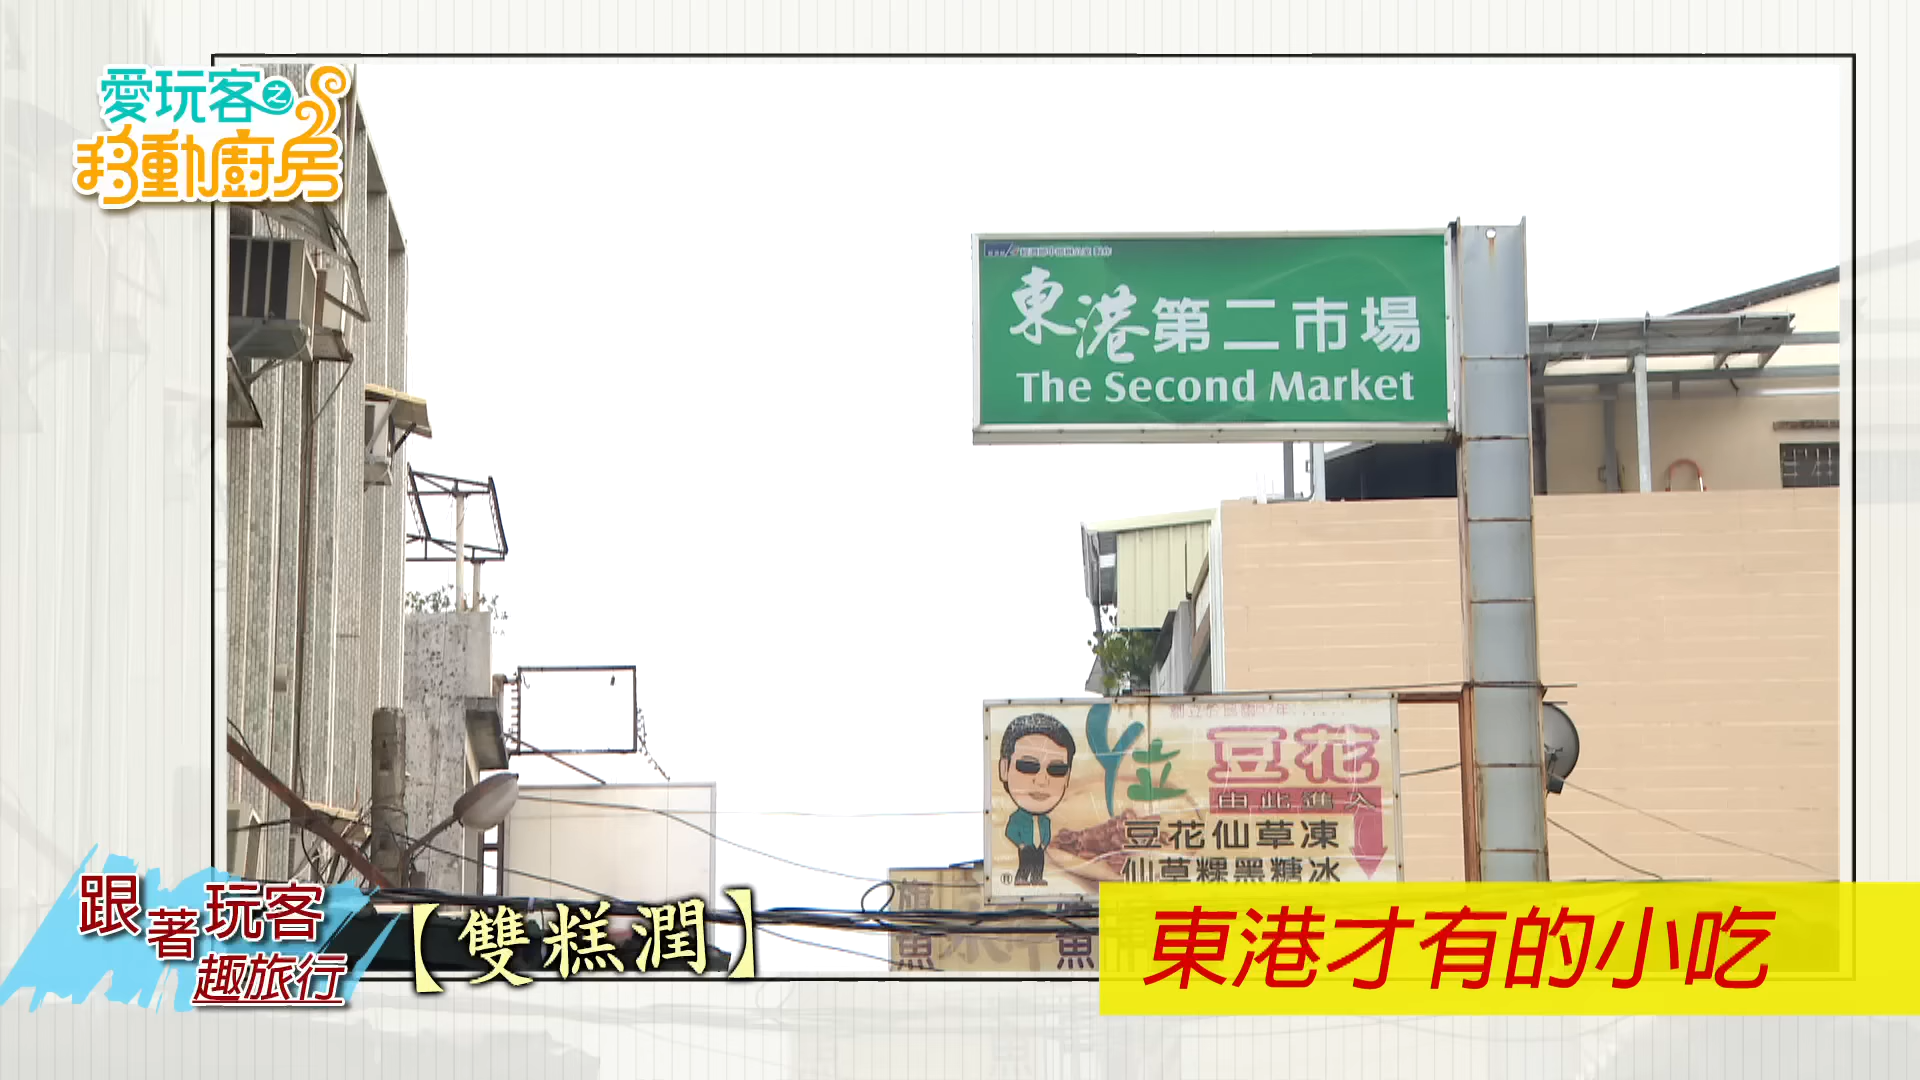 愛玩客之
移動廚房
東港第二市場
The Second Market
Y立
豆花
由此進入
豆花仙草凍
仙草粿黑糖冰
跟著玩客
趣旅行
【雙糕潤】
東港才有的小吃